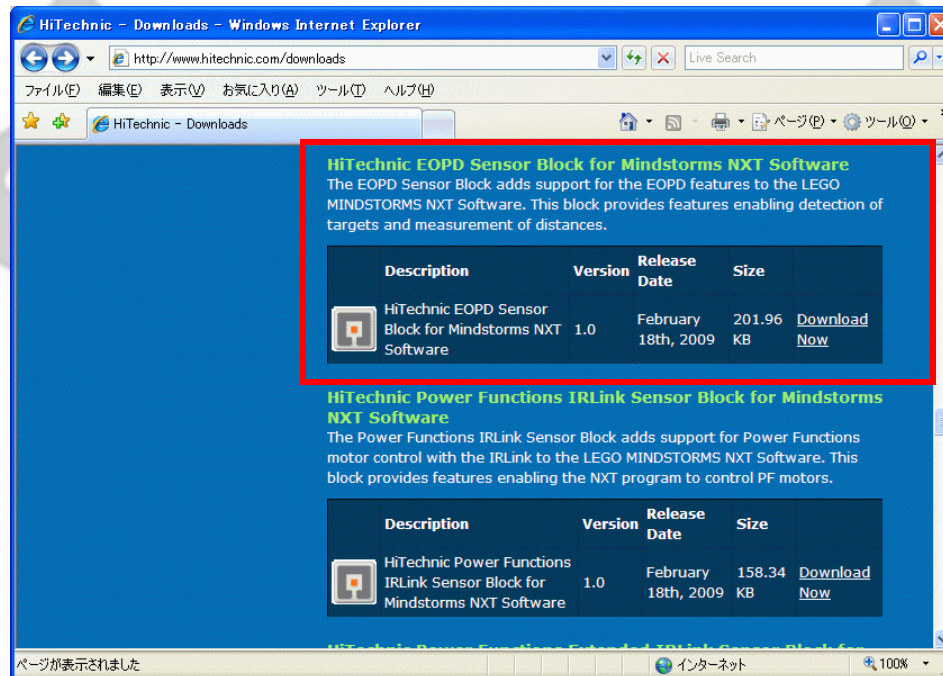 HiTechnic - Downloads - Windows Internet Explorer
http://www.hitechnic.com/downloads
Live Search
ファイル(F) 編集(E) 表示(V) お気に入り(A) ツール(T) ヘルプ(H)
HiTechnic - Downloads
ページ(P) ツール(O)
HiTechnic EOPD Sensor Block for Mindstorms NXT Software
The EOPD Sensor Block adds support for the EOPD features to the LEGO
MINDSTORMS NXT Software. This block provides features enabling detection of
targets and measurement of distances.
Description Version Release Date Size
HiTechnic EOPD Sensor
Block for Mindstorms NXT
Software
1.0
February
18th, 2009
201.96
KB
Download
Now
HiTechnic Power Functions IRLink Sensor Block for Mindstorms
NXT Software
The Power Functions IRLink Sensor Block adds support for Power Functions
motor control with the IRLink to the LEGO MINDSTORMS NXT Software. This
block provides features enabling the NXT program to control PF motors.
Description Version Release Date Size
HiTechnic Power Functions
IRLink Sensor Block for
Mindstorms NXT Software
1.0
February
18th, 2009
158.34
KB
Download
Now
HiTechnic Power Functions Extended IRLink Sensor Block for
ページが表示されました
インターネット
100%